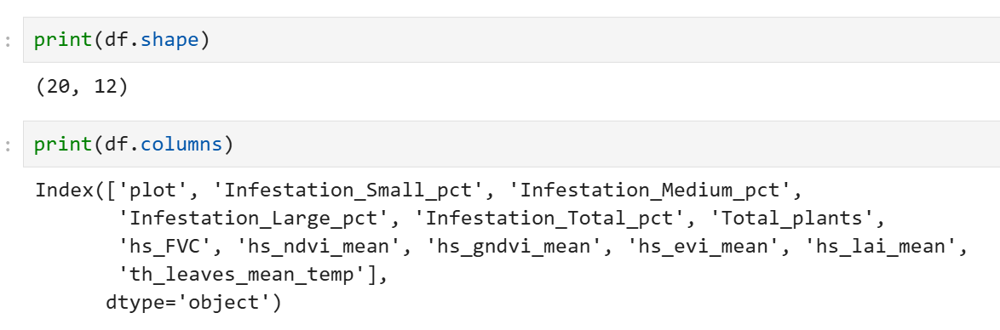 : print(df.shape)
(20, 12)
: print(df.columns)
Index(['plot', 'Infestation_Small_pct', 'Infestation_Medium_pct',
       'Infestation_Large_pct', 'Infestation_Total_pct', 'Total_plants',
       'hs_FVC', 'hs_ndvi_mean', 'hs_gndvi_mean', 'hs_evi_mean', 'hs_lai_mean',
       'th_leaves_mean_temp'],
      dtype='object')